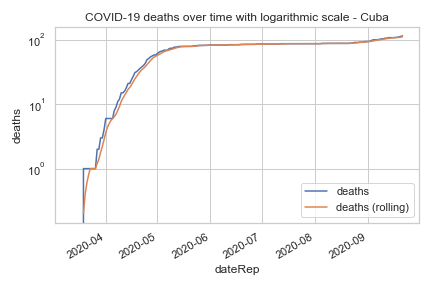 COVID-19 deaths over time with logarithmic scale - Cuba
deaths
10²
10¹
10⁰
deaths
deaths (rolling)
2020-04
2020-05
2020-06
2020-07
2020-08
2020-09
dateRep